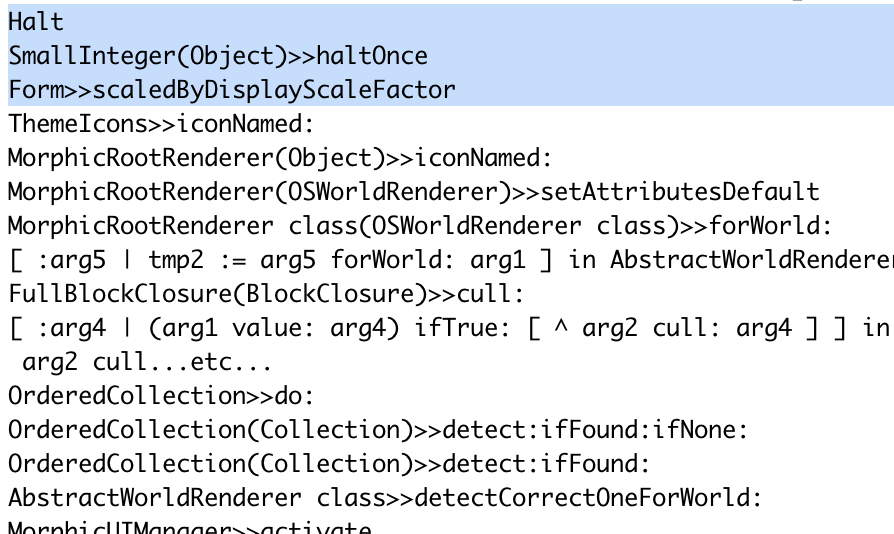 Halt
SmallInteger(Object)>>haltOnce
Form>>scaledByDisplayScaleFactor
ThemeIcons>>iconNamed:
MorphicRootRenderer(Object)>>iconNamed:
MorphicRootRenderer(OSWorldRenderer)>>setAttributesDefault
MorphicRootRenderer class(OSWorldRenderer class)>>forWorld:
[ :arg5 | tmp2 := arg5 forWorld: arg1 ] in AbstractWorldRenderer
FullBlockClosure(BlockClosure)>>cull:
[ :arg4 | (arg1 value: arg4) ifTrue: [ ^ arg2 cull: arg4 ] ] in
arg2 cull...etc...
OrderedCollection>>do:
OrderedCollection(Collection)>>detect:ifFound:ifNone:
OrderedCollection(Collection)>>detect:ifFound:
AbstractWorldRenderer class>>detectCorrectOneForWorld:
MorphicUIManager>>activate